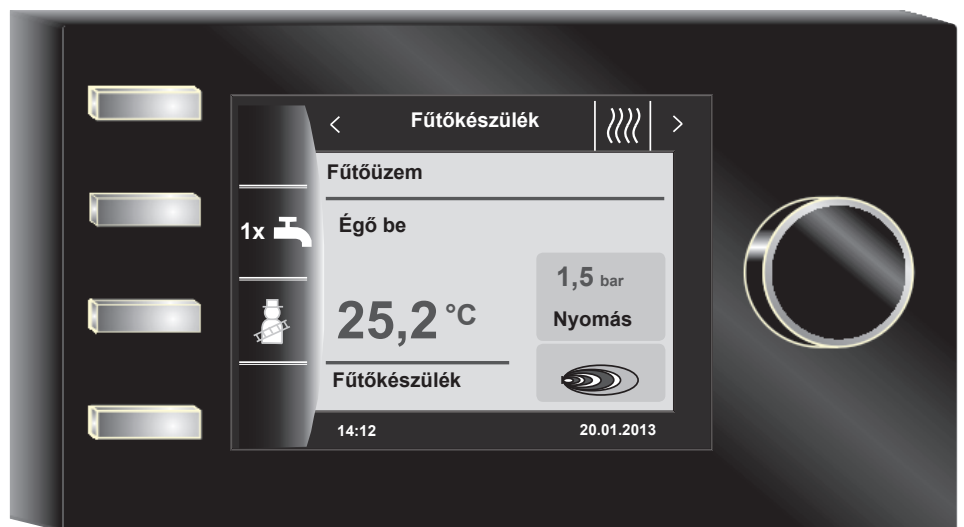 Fűtőkészülék
Fűtőüzem
1x
Égő be
1,5 bar
Nyomás
25,2 °C
Fűtőkészülék
14:12
20.01.2013